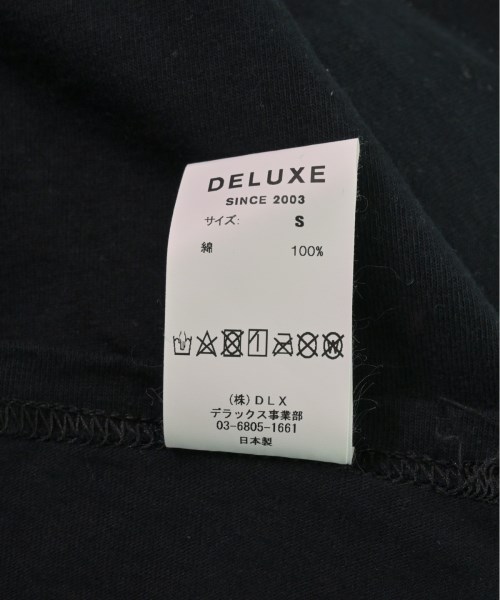 DELUXE
SINCE 2003
サイズ: S
綿 100%
(株)DLX
デラックス事業部
03-6805-1661
日本製